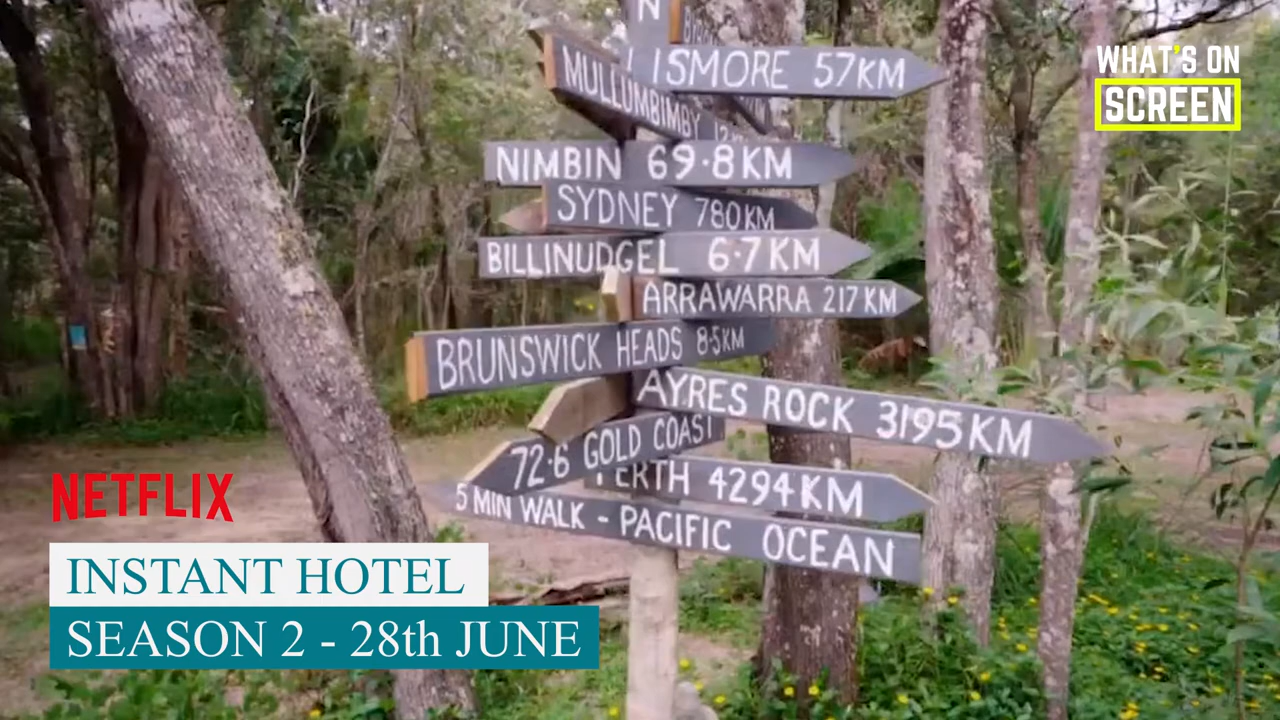 N
WHAT'S ON
SCREEN
ISMORE 57KM
MULLUMBIMBY
NIMBIN 69.8KM
SYDNEY 780KM
BILLINUDGEL 6.7KM
ARRAWARRA 217KM
BRUNSWICK HEADS 8.5KM
AYRES ROCK 3195KM
72.6 GOLD COAST
PERTH 4294KM
5 MIN WALK - PACIFIC OCEAN
NETFLIX
INSTANT HOTEL
SEASON 2 - 28th JUNE